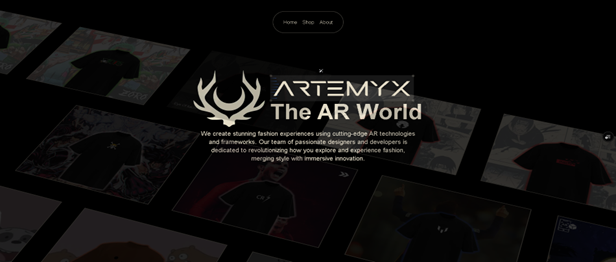 Home Shop About
ARTEMYX
The AR World
We create stunning fashion experiences using cutting-edge AR technologies
and frameworks. Our team of passionate designers and developers is
dedicated to revolutionizing how you explore and experience fashion,
merging style with immersive innovation.